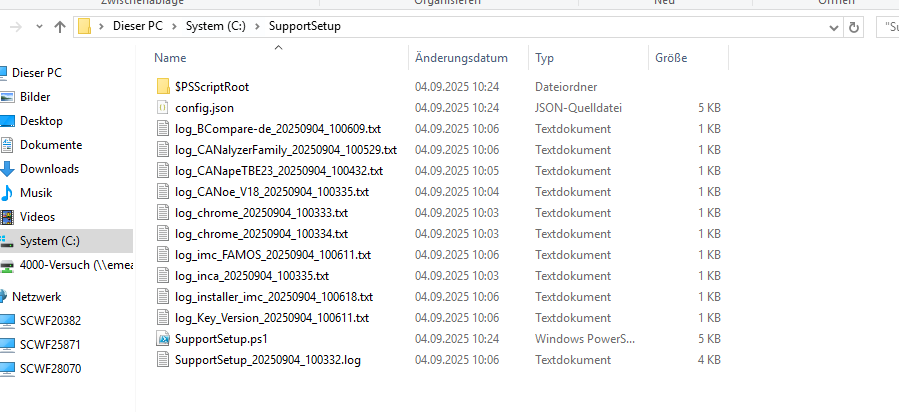 Zwischenablage Organisieren Neu Öffnen
Dieser PC System (C:) SupportSetup "Su
Name Änderungsdatum Typ Größe
Dieser PC
Bilder
Desktop
Dokumente
Downloads
Musik
Videos
System (C:)
4000-Versuch (\\emea
Netzwerk
SCWF20382
SCWF25871
SCWF28070
$PSScriptRoot 04.09.2025 10:24 Dateiordner
config.json 04.09.2025 10:24 JSON-Quelldatei 5 KB
log_BCompare-de_20250904_100609.txt 04.09.2025 10:06 Textdokument 1 KB
log_CANalyzerFamily_20250904_100529.txt 04.09.2025 10:06 Textdokument 1 KB
log_CANapeTBE23_20250904_100432.txt 04.09.2025 10:05 Textdokument 1 KB
log_CANoe_V18_20250904_100335.txt 04.09.2025 10:04 Textdokument 1 KB
log_chrome_20250904_100333.txt 04.09.2025 10:03 Textdokument 1 KB
log_chrome_20250904_100334.txt 04.09.2025 10:03 Textdokument 1 KB
log_imc_FAMOS_20250904_100611.txt 04.09.2025 10:06 Textdokument 1 KB
log_inca_20250904_100335.txt 04.09.2025 10:03 Textdokument 1 KB
log_installer_imc_20250904_100618.txt 04.09.2025 10:06 Textdokument 1 KB
log_Key_Version_20250904_100611.txt 04.09.2025 10:06 Textdokument 1 KB
SupportSetup.ps1 04.09.2025 10:24 Windows PowerS... 5 KB
SupportSetup_20250904_100332.log 04.09.2025 10:06 Textdokument 4 KB